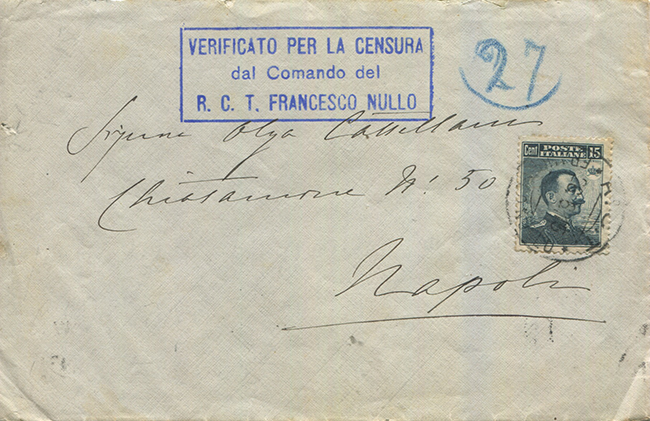 VERIFICATO PER LA CENSURA
dal Comando del
R. C. T. FRANCESCO NULLO
27
Olga Castellano
Chiatamone N.° 50
Napoli
Cent POSTE 15
ITALIANE